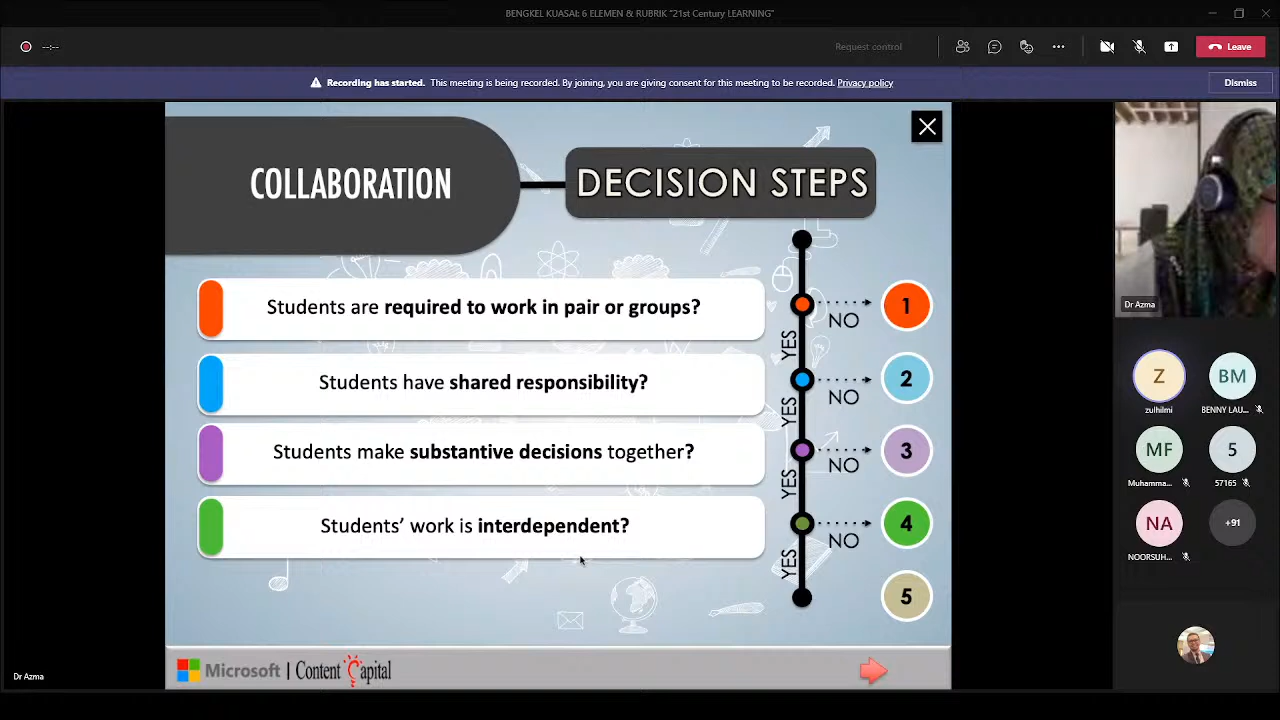 BENGKEL KUASAI: 6 ELEMEN & RUBRIK "21st Century LEARNING"
--:--
Request control
Leave
Recording has started. This meeting is being recorded. By joining, you are giving consent for this meeting to be recorded. Privacy policy
Dismiss
COLLABORATION
DECISION STEPS
Students are required to work in pair or groups?
NO
1
YES
Students have shared responsibility?
NO
2
YES
Students make substantive decisions together?
NO
3
YES
Students' work is interdependent?
NO
4
YES
5
Microsoft | Content Capital
Dr Azma
Dr Azma
Z
zulhilmi
BM
BENNY LAU...
MF
Muhamma...
5
57165
NA
NOORSUH...
+91